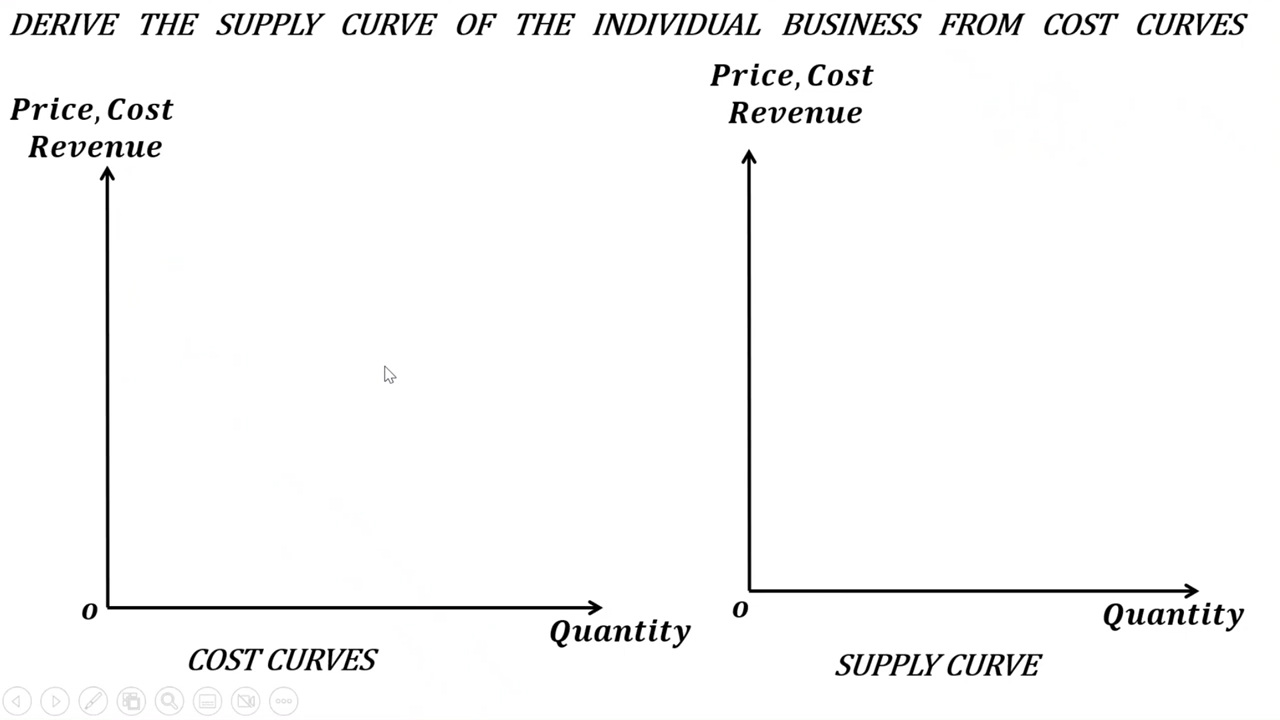 DERIVE THE SUPPLY CURVE OF THE INDIVIDUAL BUSINESS FROM COST CURVES
Price, Cost
Revenue
0
Quantity
COST CURVES
Price, Cost
Revenue
0
Quantity
SUPPLY CURVE